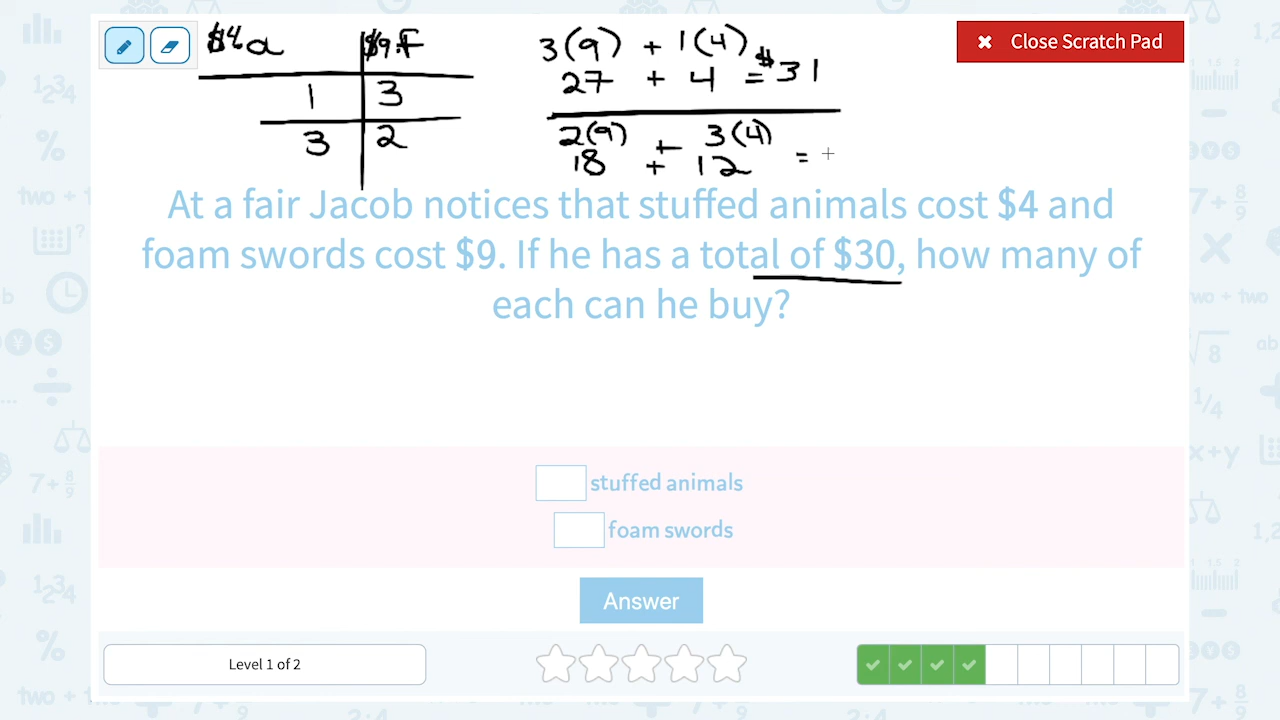 $4 a $9 F
1 3
3 2
3(9) + 1(4)
27 + 4 = $31
2(9) + 3(4)
18 + 12 =
Close Scratch Pad
At a fair Jacob notices that stuffed animals cost $4 and
foam swords cost $9. If he has a total of $30, how many of
each can he buy?
stuffed animals
foam swords
Answer
Level 1 of 2